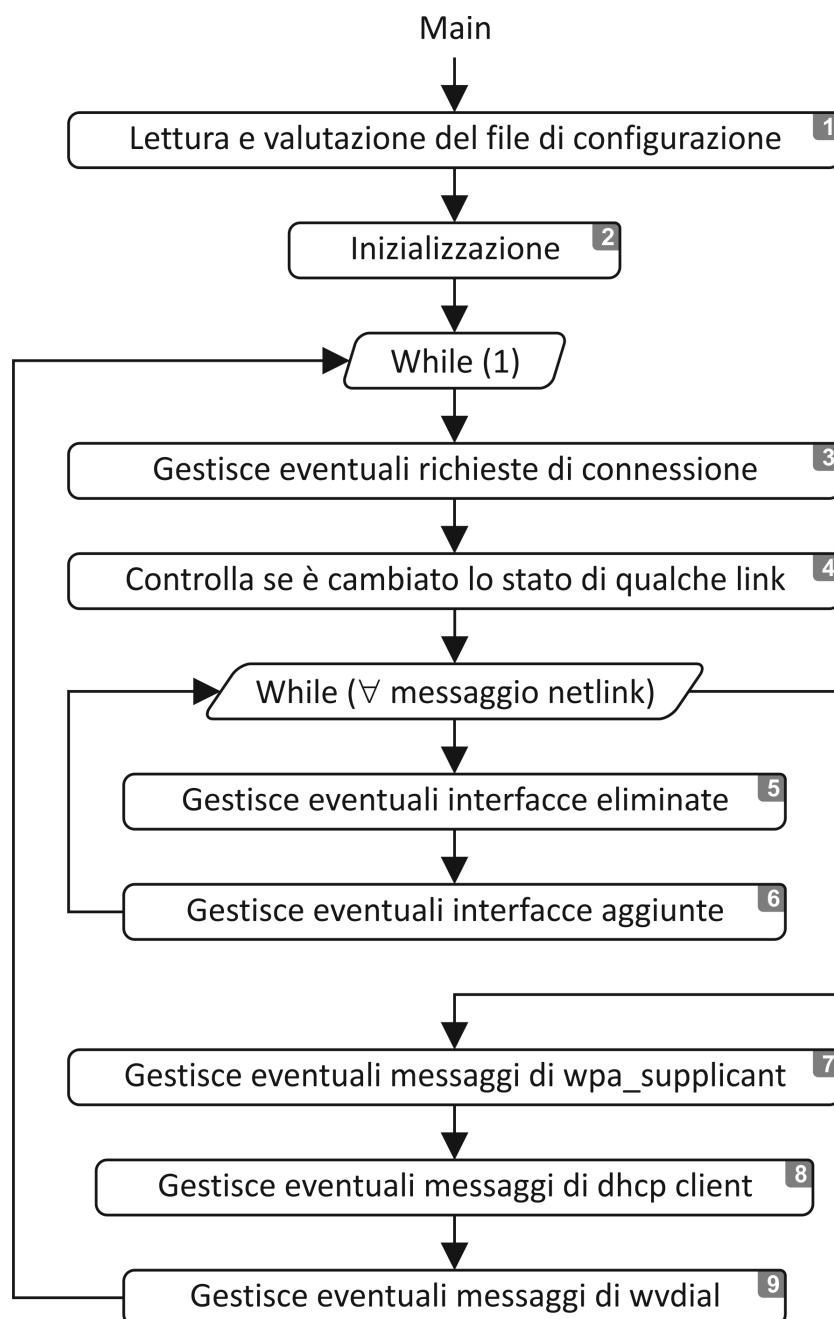 Main
Lettura e valutazione del file di configurazione 1
Inizializzazione 2
While (1)
Gestisce eventuali richieste di connessione 3
Controlla se è cambiato lo stato di qualche link 4
While (∀ messaggio netlink)
Gestisce eventuali interfacce eliminate 5
Gestisce eventuali interfacce aggiunte 6
Gestisce eventuali messaggi di wpa_supplicant 7
Gestisce eventuali messaggi di dhcp client 8
Gestisce eventuali messaggi di wvdial 9